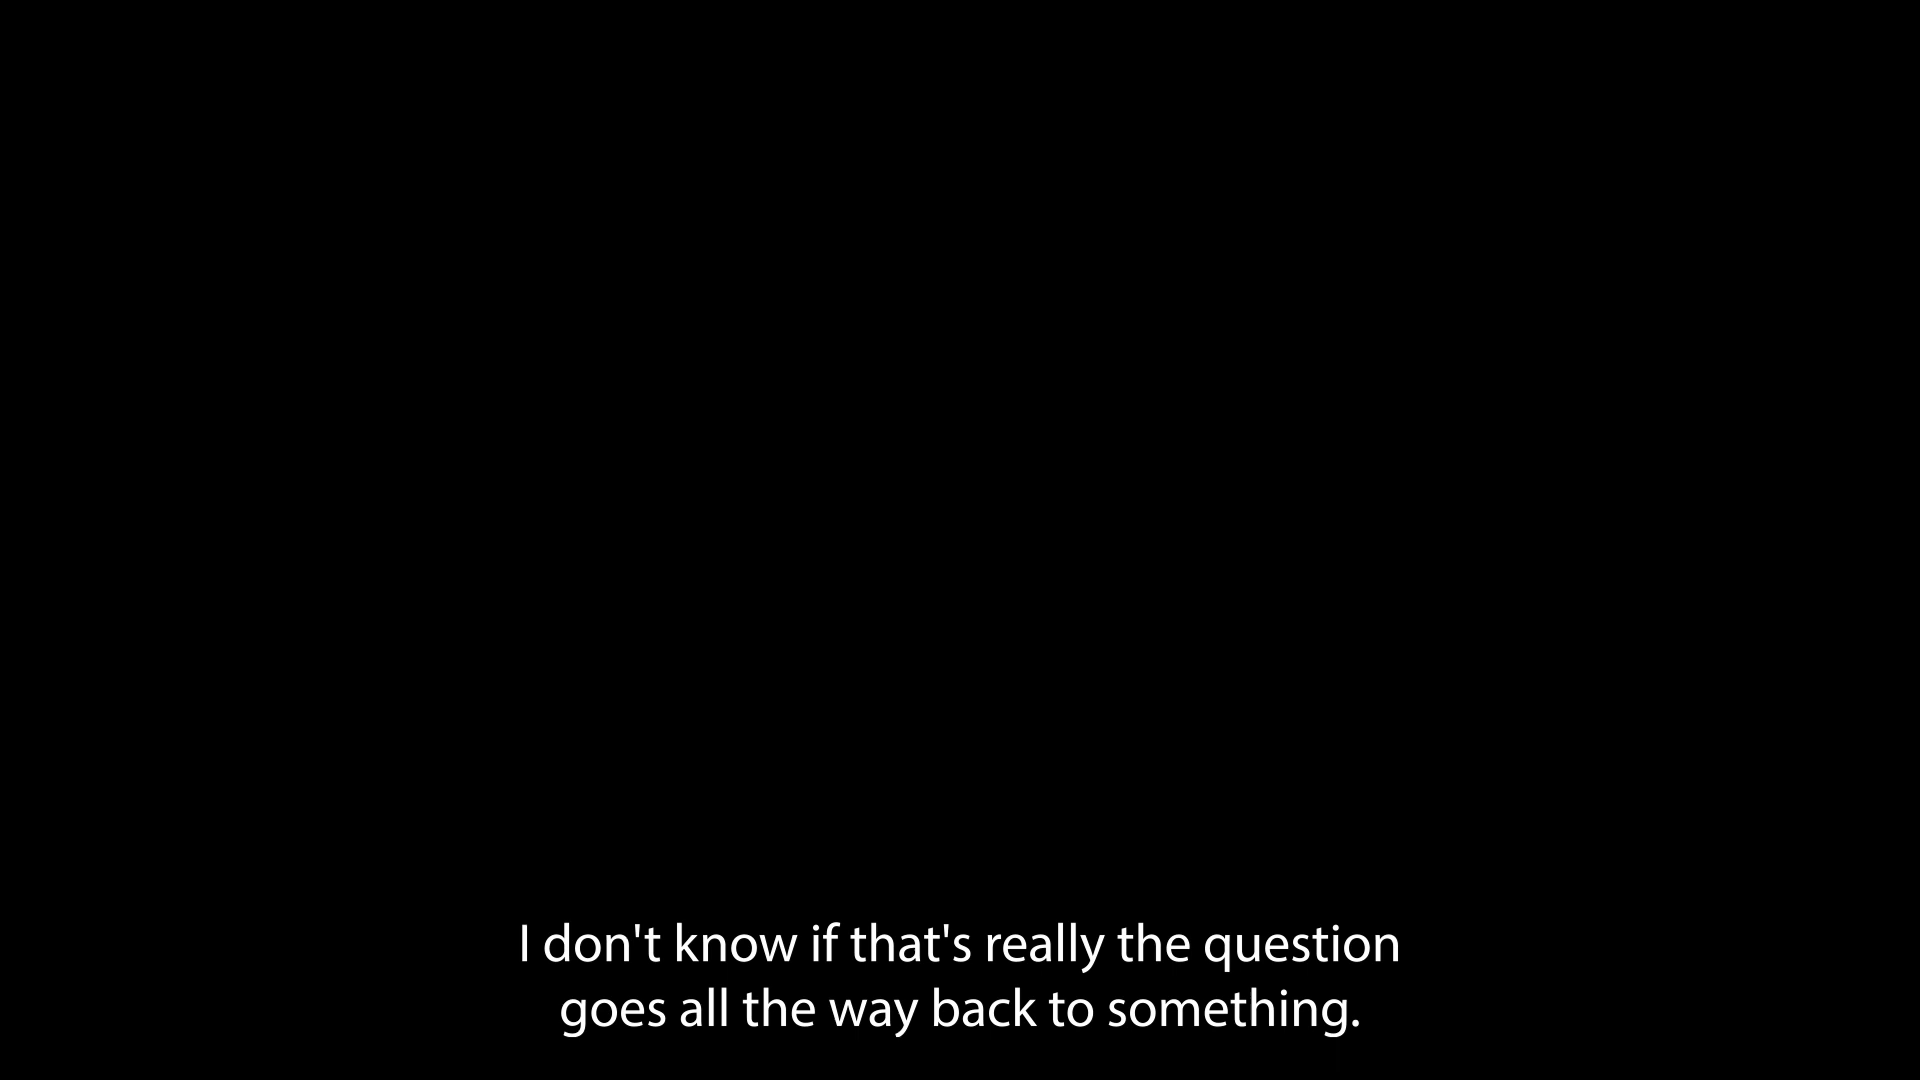 I don't know if that's really the question
goes all the way back to something.